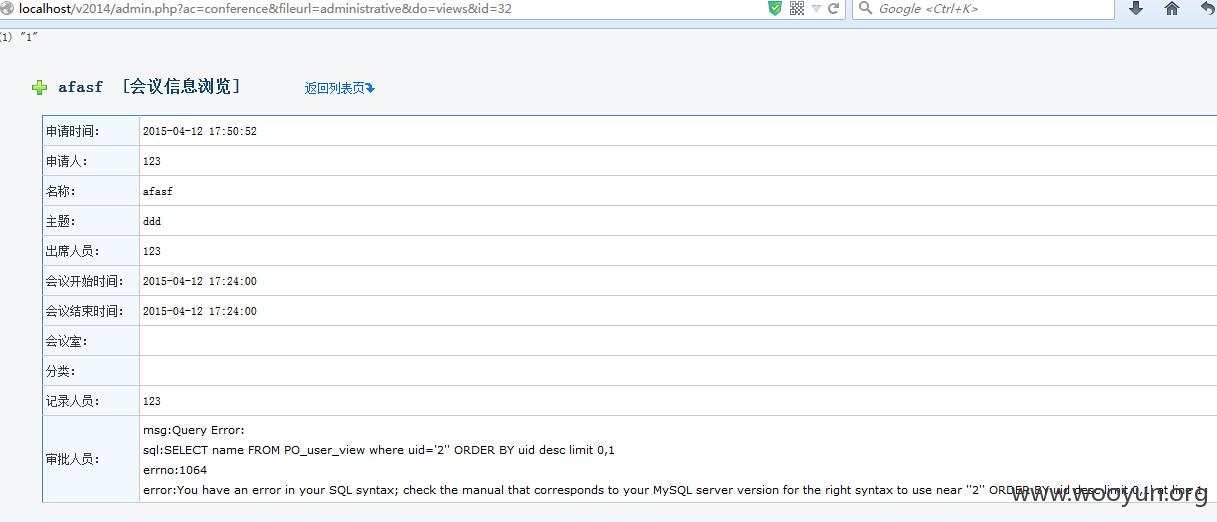 localhost/v2014/admin.php?ac=conference&fileurl=administrative&do=views&id=32
Google <Ctrl+K>
(1) "1"
afasf [会议信息浏览] 返回列表页
申请时间: 2015-04-12 17:50:52
申请人: 123
名称: afasf
主题: ddd
出席人员: 123
会议开始时间: 2015-04-12 17:24:00
会议结束时间: 2015-04-12 17:24:00
会议室:
分类:
记录人员: 123
审批人员:
msg:Query Error:
sql:SELECT name FROM PO_user_view where uid='2'' ORDER BY uid desc limit 0,1
errno:1064
error:You have an error in your SQL syntax; check the manual that corresponds to your MySQL server version for the right syntax to use near ''2'' ORDER BY uid desc limit 0,1' at line 1
www.wooyun.org